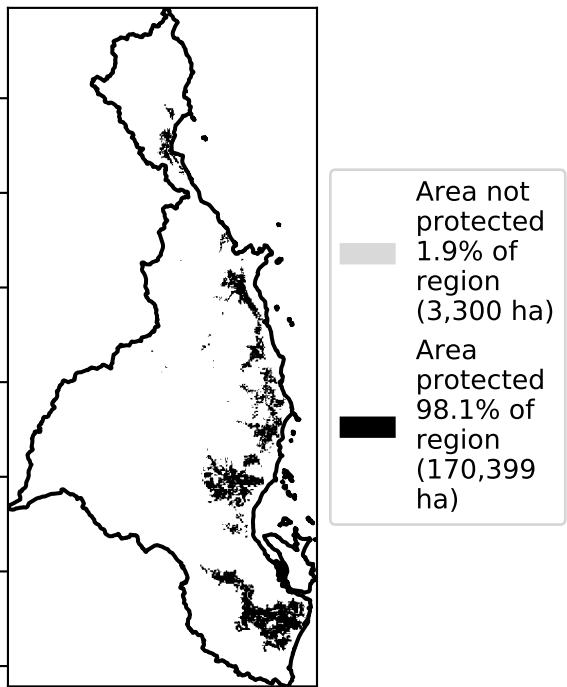 Area not
protected
1.9% of
region
(3,300 ha)
Area
protected
98.1% of
region
(170,399
ha)